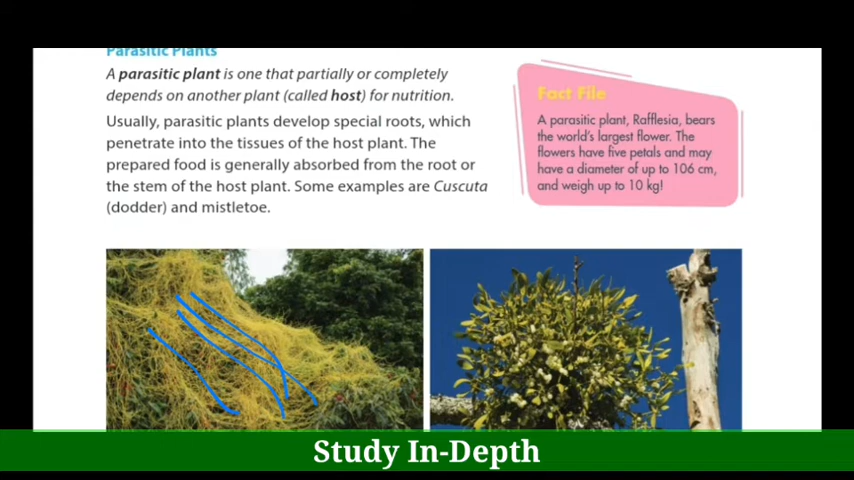 Parasitic Plants
A parasitic plant is one that partially or completely
depends on another plant (called host) for nutrition.
Usually, parasitic plants develop special roots, which
penetrate into the tissues of the host plant. The
prepared food is generally absorbed from the root or
the stem of the host plant. Some examples are Cuscuta
(dodder) and mistletoe.
Fact File
A parasitic plant, Rafflesia, bears
the world's largest flower. The
flowers have five petals and may
have a diameter of up to 106 cm,
and weigh up to 10 kg!
Study In-Depth